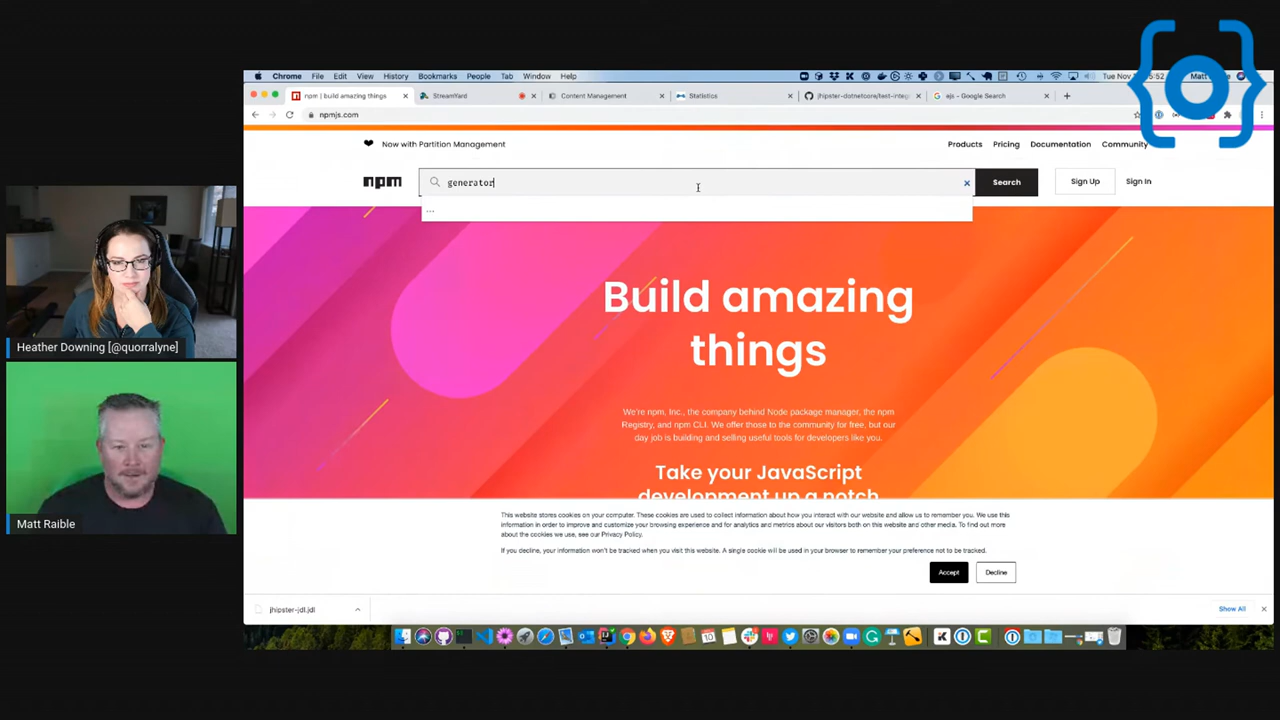 Chrome File Edit View History Bookmarks People Tab Window Help
npm | build amazing things
StreamYard
Content Management
Statistics
jhipster-dotnetcore/test-integ
ejs - Google Search
npmjs.com
Now with Partition Management
Products
Pricing
Documentation
Community
npm
generator
Search
Sign Up
Sign In
...
Build amazing
things
We're npm, Inc., the company behind Node package manager, the npm
Registry, and npm CLI. We offer those to the community for free, but our
day job is building and selling useful tools for developers like you.
Take your JavaScript
development up a notch
This website stores cookies on your computer. These cookies are used to collect information about how you interact with our website and allow us to remember you. We use this
information in order to improve and customize your browsing experience and for analytics and metrics about our visitors both on this website and other media. To find out more
about the cookies we use, see our Privacy Policy.
If you decline, your information won't be tracked when you visit this website. A single cookie will be used in your browser to remember your preference not to be tracked.
Accept
Decline
jhipster-jdl.jdl
Show All
Heather Downing [@quorralyne]
Matt Raible